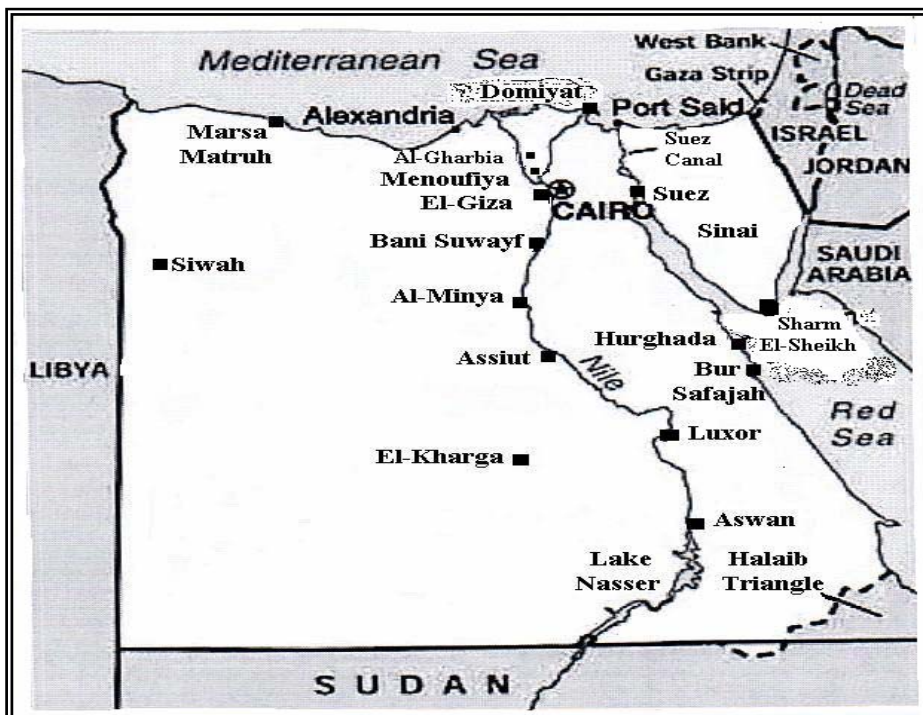 Mediterranean Sea
West Bank
Gaza Strip
Dead
Sea
Domiyat
Alexandria
Port Said
Marsa
Matruh
Suez
Canal
ISRAEL
JORDAN
Al-Gharbia
Menoufiya
El-Giza
CAIRO
Suez
Sinai
Bani Suwayf
SAUDI
ARABIA
Siwah
Al-Minya
Sharm
El-Sheikh
Hurghada
LIBYA
Assiut
Nile
Bur
Safajah
Red
Sea
Luxor
El-Kharga
Aswan
Lake
Nasser
Halaib
Triangle
SUDAN